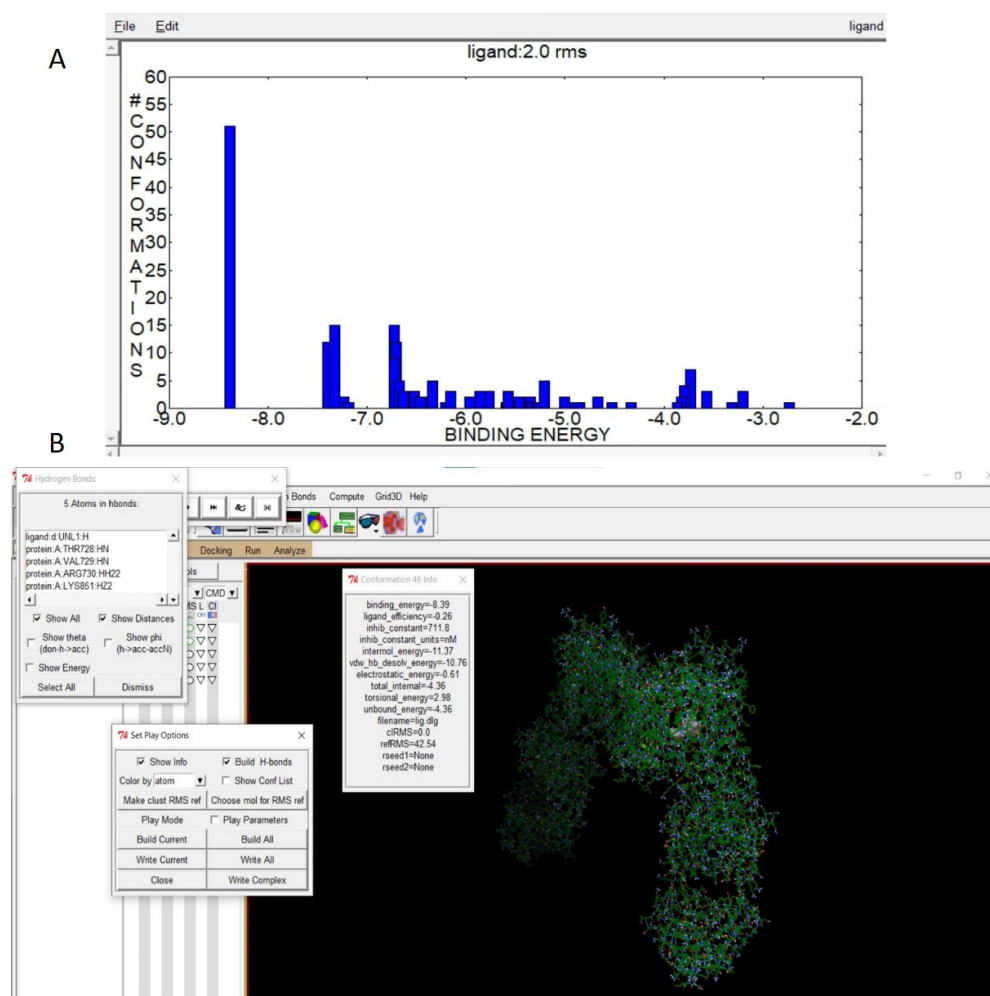 A
File Edit ligand
ligand:2.0 rms
#CONFORMATIONS
60
55
50
45
40
35
30
25
20
15
10
5
0
-9.0 -8.0 -7.0 -6.0 -5.0 -4.0 -3.0 -2.0
BINDING ENERGY
B
Hydrogen Bonds:
5 Atoms in hbonds:
ligand:d:UNL1:H
protein:A:THR728:HN
protein:A:VAL729:HN
protein:A:ARG730:HH22
protein:A:LYS851:HZ2
Show All Show Distances
Show theta
(don-h->acc)
Show phi
(h->acc-accN)
Show Energy
Select All Dismiss
Bonds Compute Grid3D Help
Docking Run Analyze
CMD
L Cl
Set Play Options
Show Info Build H-bonds
Color by atom Show Conf List
Make clust RMS ref Choose mol for RMS ref
Play Mode Play Parameters
Build Current Build All
Write Current Write All
Close Write Complex
Conformation 46 Info
binding_energy=-8.39
ligand_efficiency=-0.26
inhib_constant=711.8
inhib_constant_units=nM
intermol_energy=-11.37
vdw_hb_desolv_energy=-10.76
electrostatic_energy=-0.61
total_internal=-4.36
torsional_energy=2.98
unbound_energy=-4.36
filename=lig.dlg
clRMS=0.0
refRMS=42.54
rseed1=None
rseed2=None